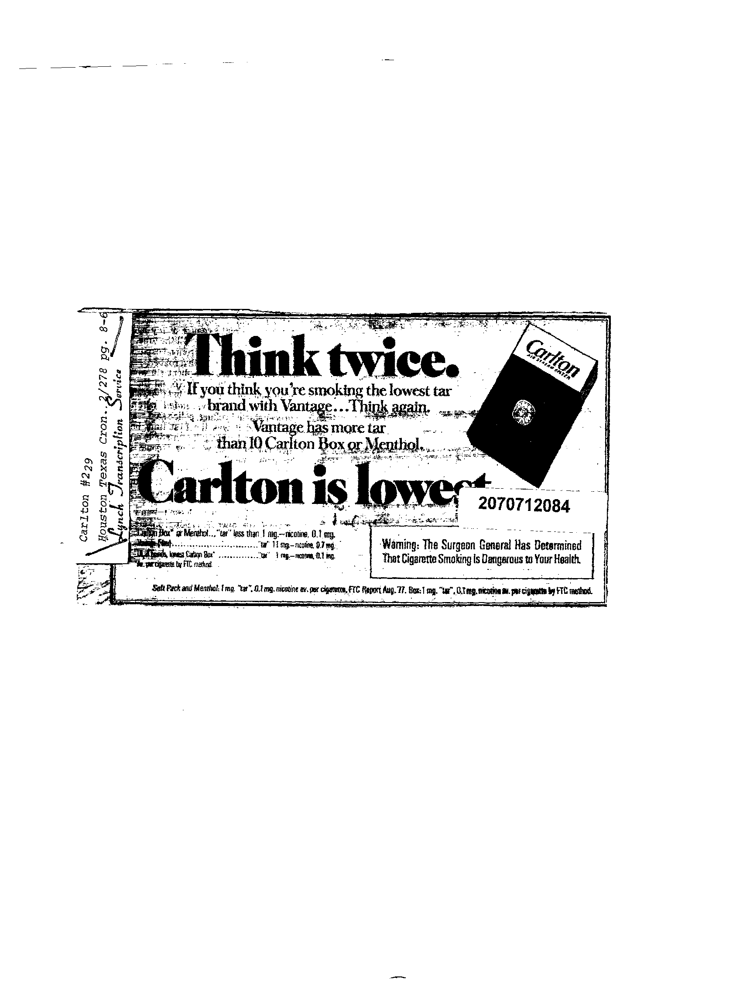 Carlton #229
Houston Texas Cron. 2/278 pg. 8-6
Lynch Transcription Service
Think twice.
If you think you're smoking the lowest tar
brand with Vantage...Think again.
Vantage has more tar
than 10 Carlton Box or Menthol.
Carlton is lowest
Carlton
2070712084
Carlton Box* or Menthol..."tar" less than 1 mg.—nicotine, 0.1 mg.
"tar" 11 mg.—nicotine, 0.7 mg.
lowest Carlton Box* "tar" 1 mg.—nicotine, 0.1 mg.
*Av. per cigarette by FTC method.
Warning: The Surgeon General Has Determined
That Cigarette Smoking Is Dangerous to Your Health.
Soft Pack and Menthol: 1 mg. "tar", 0.1 mg. nicotine av. per cigarette, FTC Report Aug. '77. Box: 1 mg. "tar", 0.1 mg. nicotine av. per cigarette by FTC method.